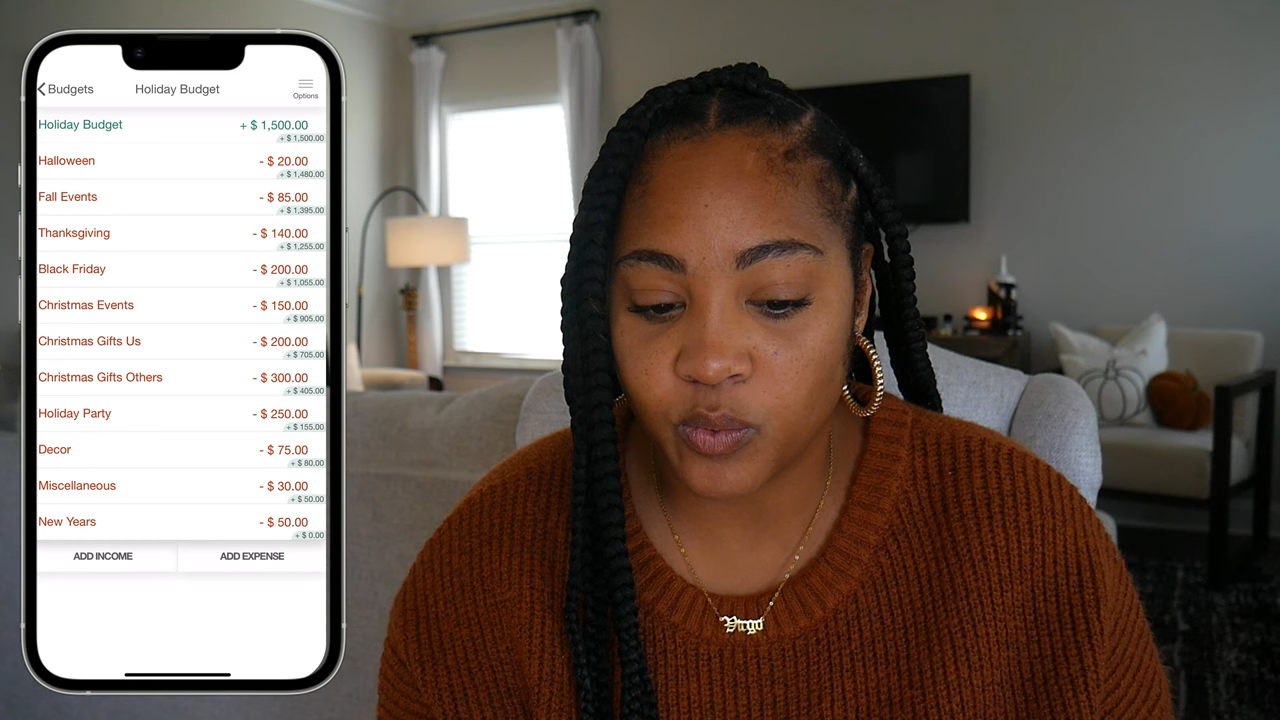 Budgets Holiday Budget Options
Holiday Budget + $ 1,500.00
+ $ 1,500.00
Halloween - $ 20.00
+ $ 1,480.00
Fall Events - $ 85.00
+ $ 1,395.00
Thanksgiving - $ 140.00
+ $ 1,255.00
Black Friday - $ 200.00
+ $ 1,055.00
Christmas Events - $ 150.00
+ $ 905.00
Christmas Gifts Us - $ 200.00
+ $ 705.00
Christmas Gifts Others - $ 300.00
+ $ 405.00
Holiday Party - $ 250.00
+ $ 155.00
Decor - $ 75.00
+ $ 80.00
Miscellaneous - $ 30.00
+ $ 50.00
New Years - $ 50.00
+ $ 0.00
ADD INCOME ADD EXPENSE
Virgo